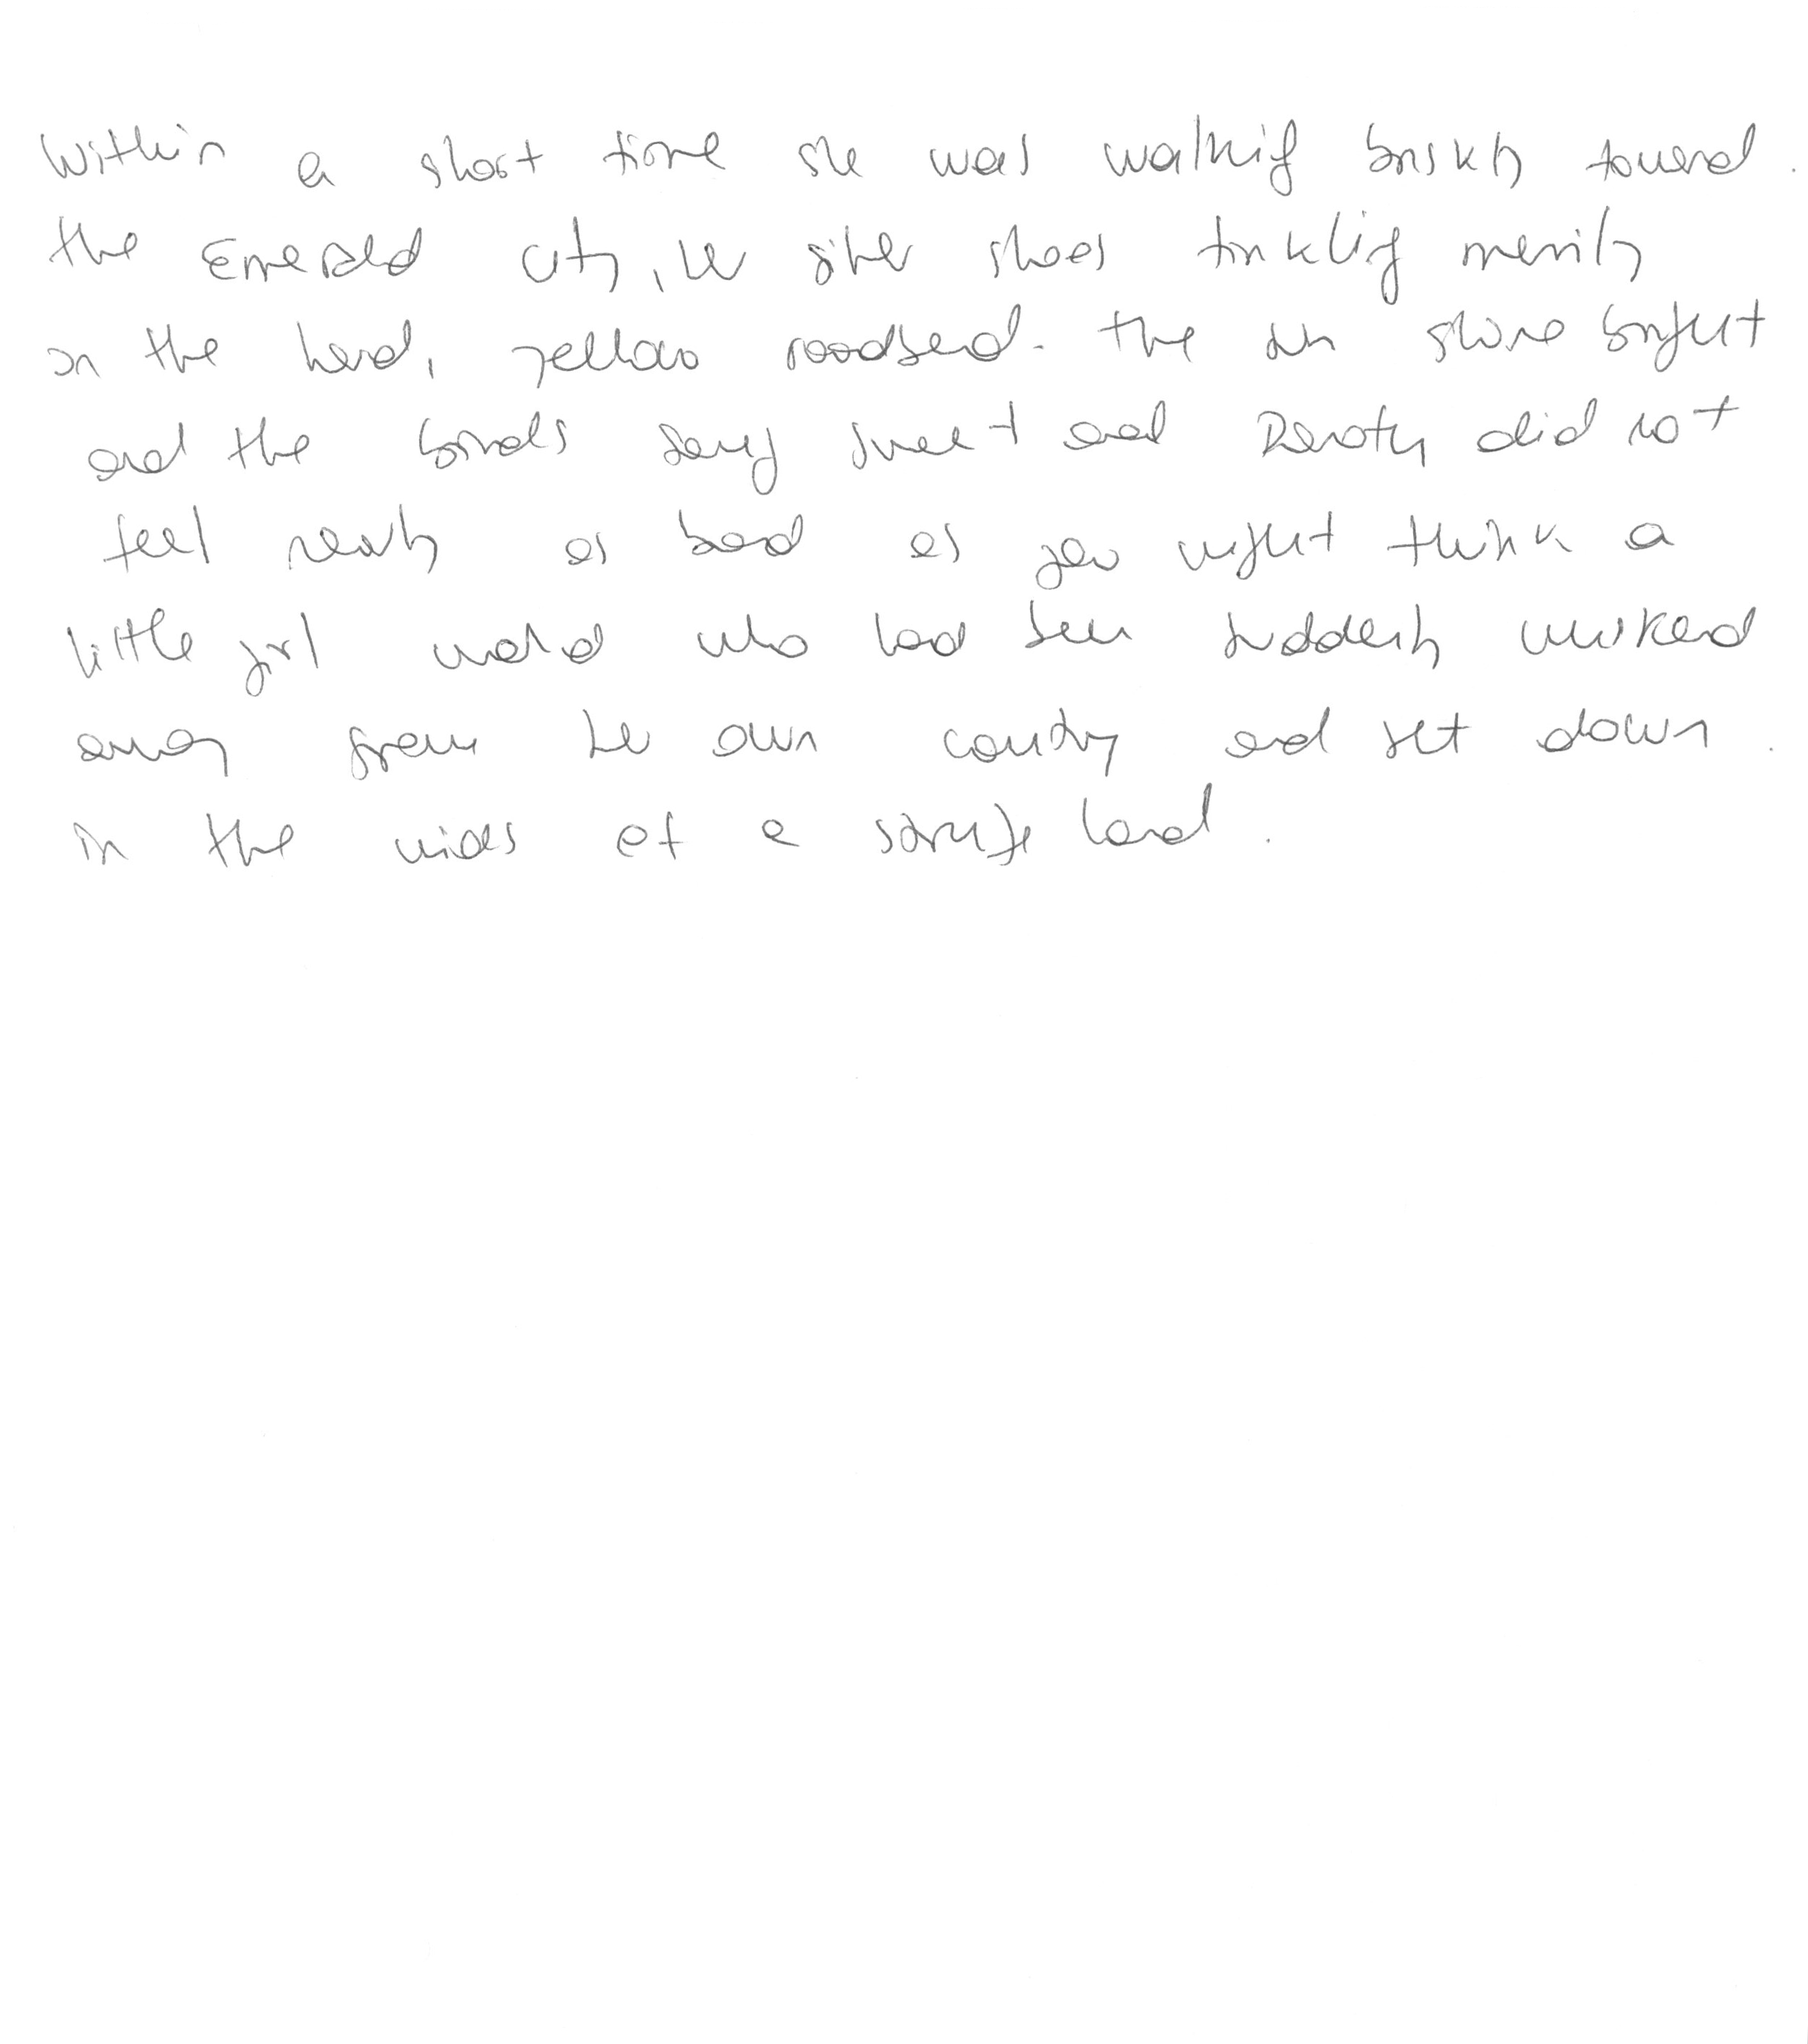 Within a short time she was walking briskly toward
the Emerald City, her silver shoes tinkling merrily
on the hard, yellow roadbed. The sun shone bright
and the birds sang sweet and Dorothy did not
feel nearly as bad as you might think a
little girl would who had been suddenly whisked
away from her own country and set down
in the mids of a strange land.